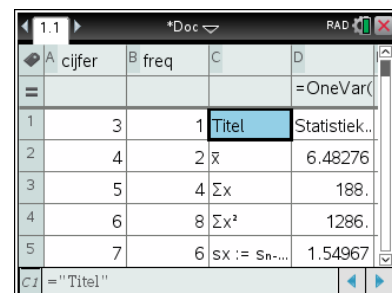 1.1 *Doc RAD
A cijfer B freq C D
= =OneVar(
1 3 1 Titel Statistiek..
2 4 2 x̄ 6.48276
3 5 4 Σx 188.
4 6 8 Σx² 1286.
5 7 6 sx := sn-... 1.54967
C1 ="Titel"